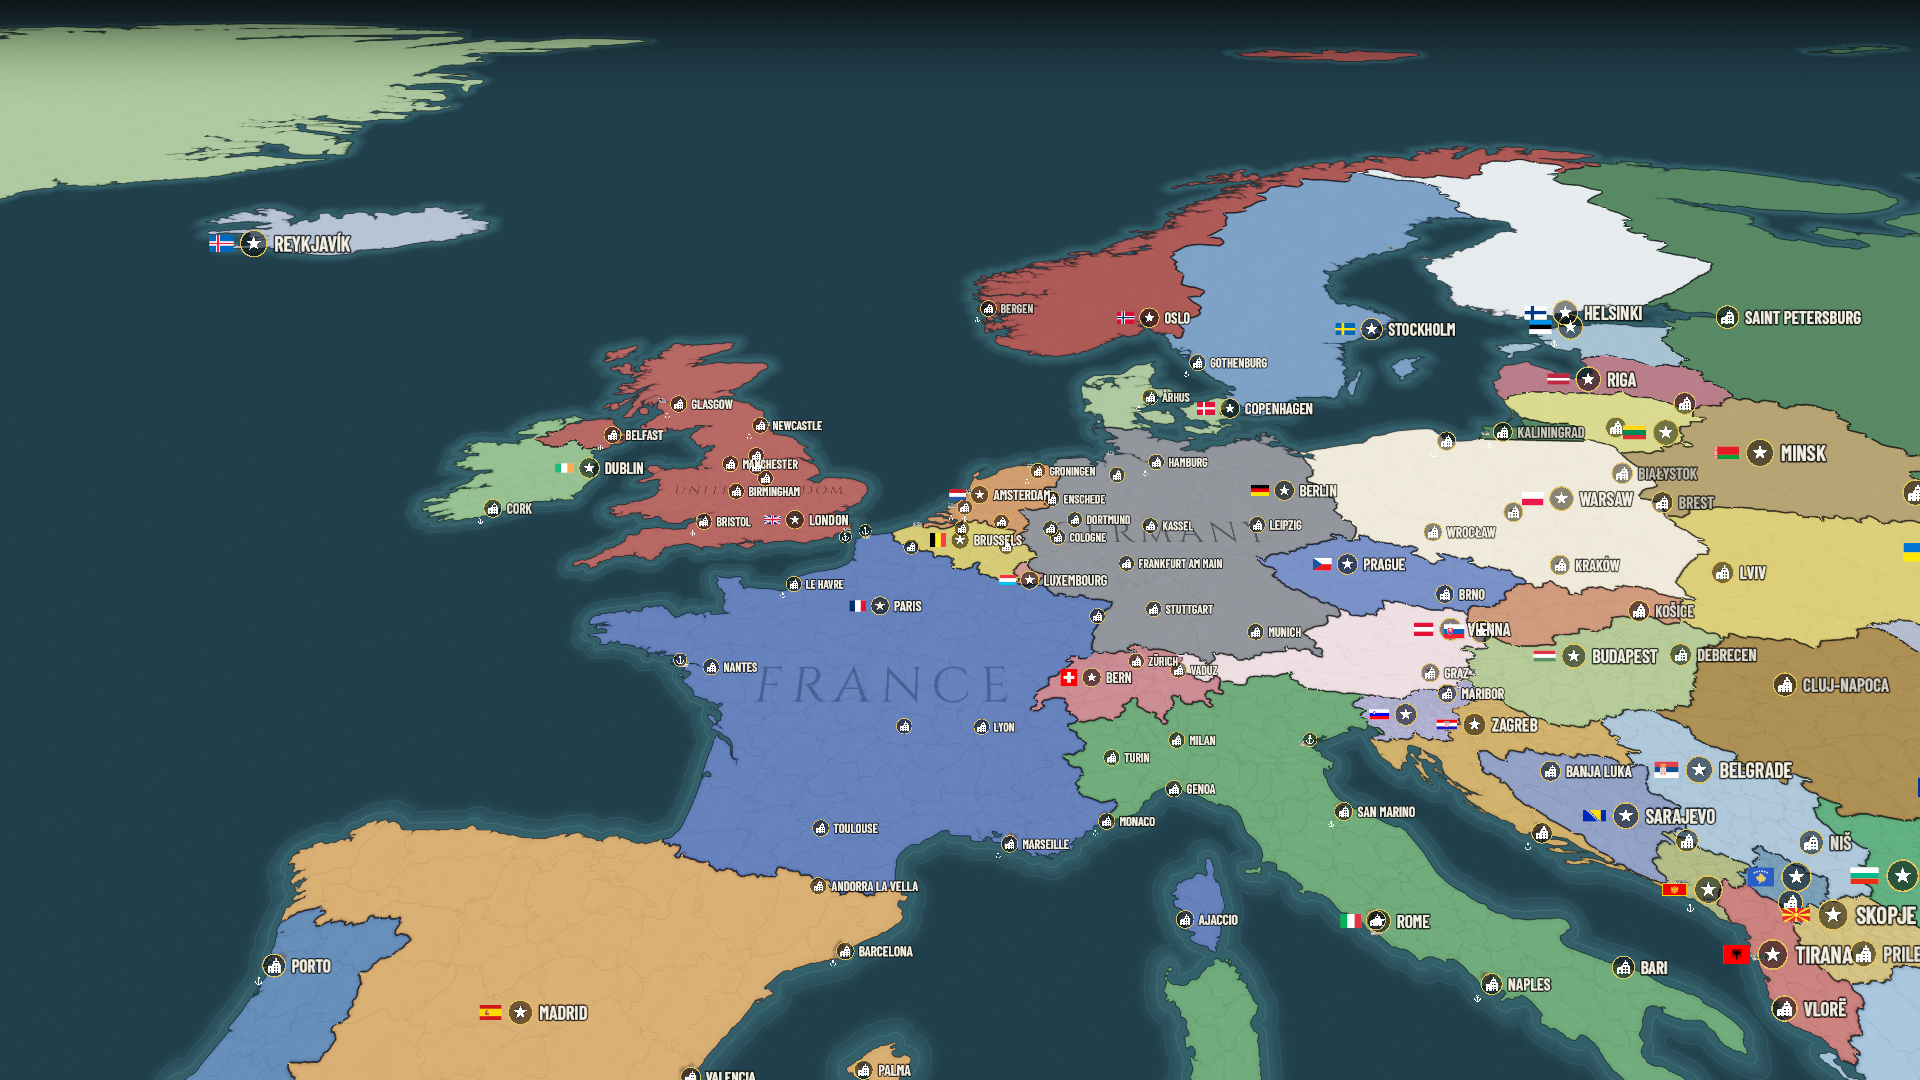 REYKJAVÍK
BERGEN
OSLO
STOCKHOLM
HELSINKI
SAINT PETERSBURG
GOTHENBURG
RIGA
ÅRHUS
COPENHAGEN
GLASGOW
NEWCASTLE
BELFAST
KALININGRAD
MINSK
DUBLIN
MANCHESTER
HAMBURG
GRONINGEN
BIAŁYSTOK
UNITED KINGDOM
BIRMINGHAM
AMSTERDAM
ENSCHEDE
BERLIN
WARSAW
BREST
CORK
BRISTOL
LONDON
DORTMUND
KASSEL
LEIPZIG
GERMANY
WROCŁAW
BRUSSELS
COLOGNE
FRANKFURT AM MAIN
PRAGUE
KRAKÓW
LVIV
LE HAVRE
LUXEMBOURG
BRNO
PARIS
STUTTGART
KOŠICE
MUNICH
VIENNA
NANTES
ZÜRICH
VADUZ
BUDAPEST
DEBRECEN
FRANCE
BERN
GRAZ
CLUJ-NAPOCA
MARIBOR
LYON
ZAGREB
MILAN
TURIN
BANJA LUKA
BELGRADE
GENOA
SAN MARINO
SARAJEVO
MONACO
TOULOUSE
MARSEILLE
NIŠ
ANDORRA LA VELLA
AJACCIO
ROME
SKOPJE
BARCELONA
TIRANA
PRILE
PORTO
BARI
NAPLES
MADRID
VLORË
PALMA
VALENCIA